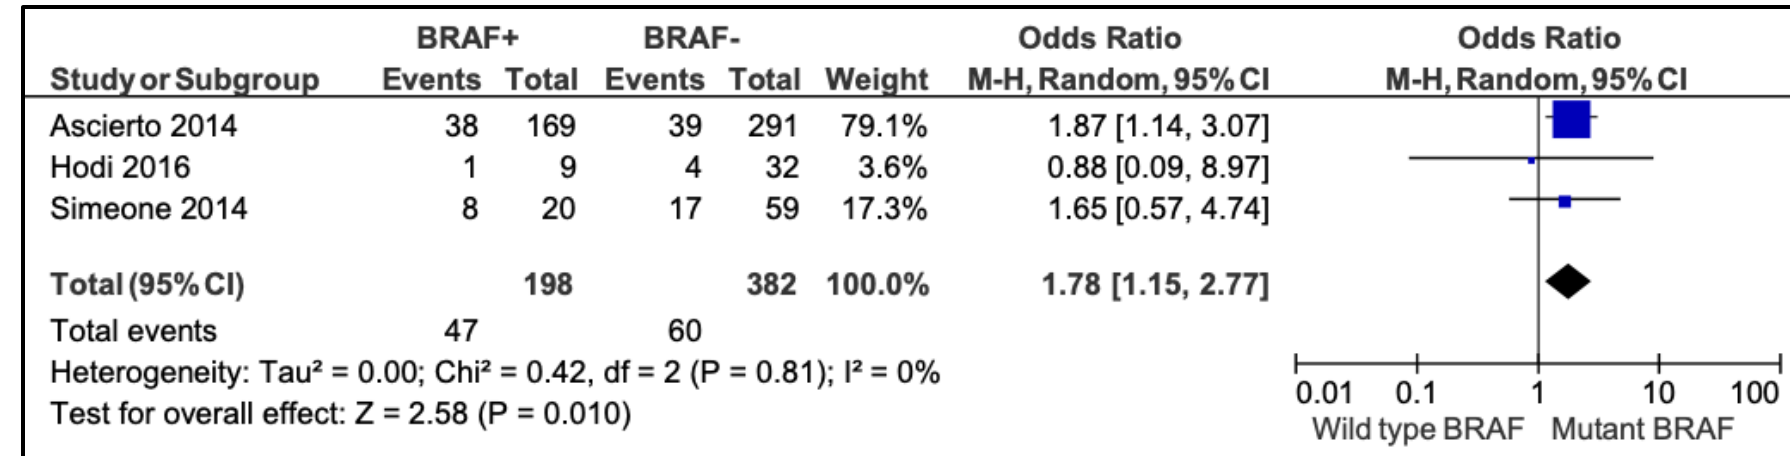 BRAF+ BRAF- Odds Ratio Odds Ratio
Study or Subgroup Events Total Events Total Weight M-H, Random, 95% CI M-H, Random, 95% CI
Ascierto 2014 38 169 39 291 79.1% 1.87 [1.14, 3.07]
Hodi 2016 1 9 4 32 3.6% 0.88 [0.09, 8.97]
Simeone 2014 8 20 17 59 17.3% 1.65 [0.57, 4.74]
Total (95% CI) 198 382 100.0% 1.78 [1.15, 2.77]
Total events 47 60
Heterogeneity: Tau² = 0.00; Chi² = 0.42, df = 2 (P = 0.81); I² = 0%
Test for overall effect: Z = 2.58 (P = 0.010)
0.01 0.1 1 10 100
Wild type BRAF Mutant BRAF